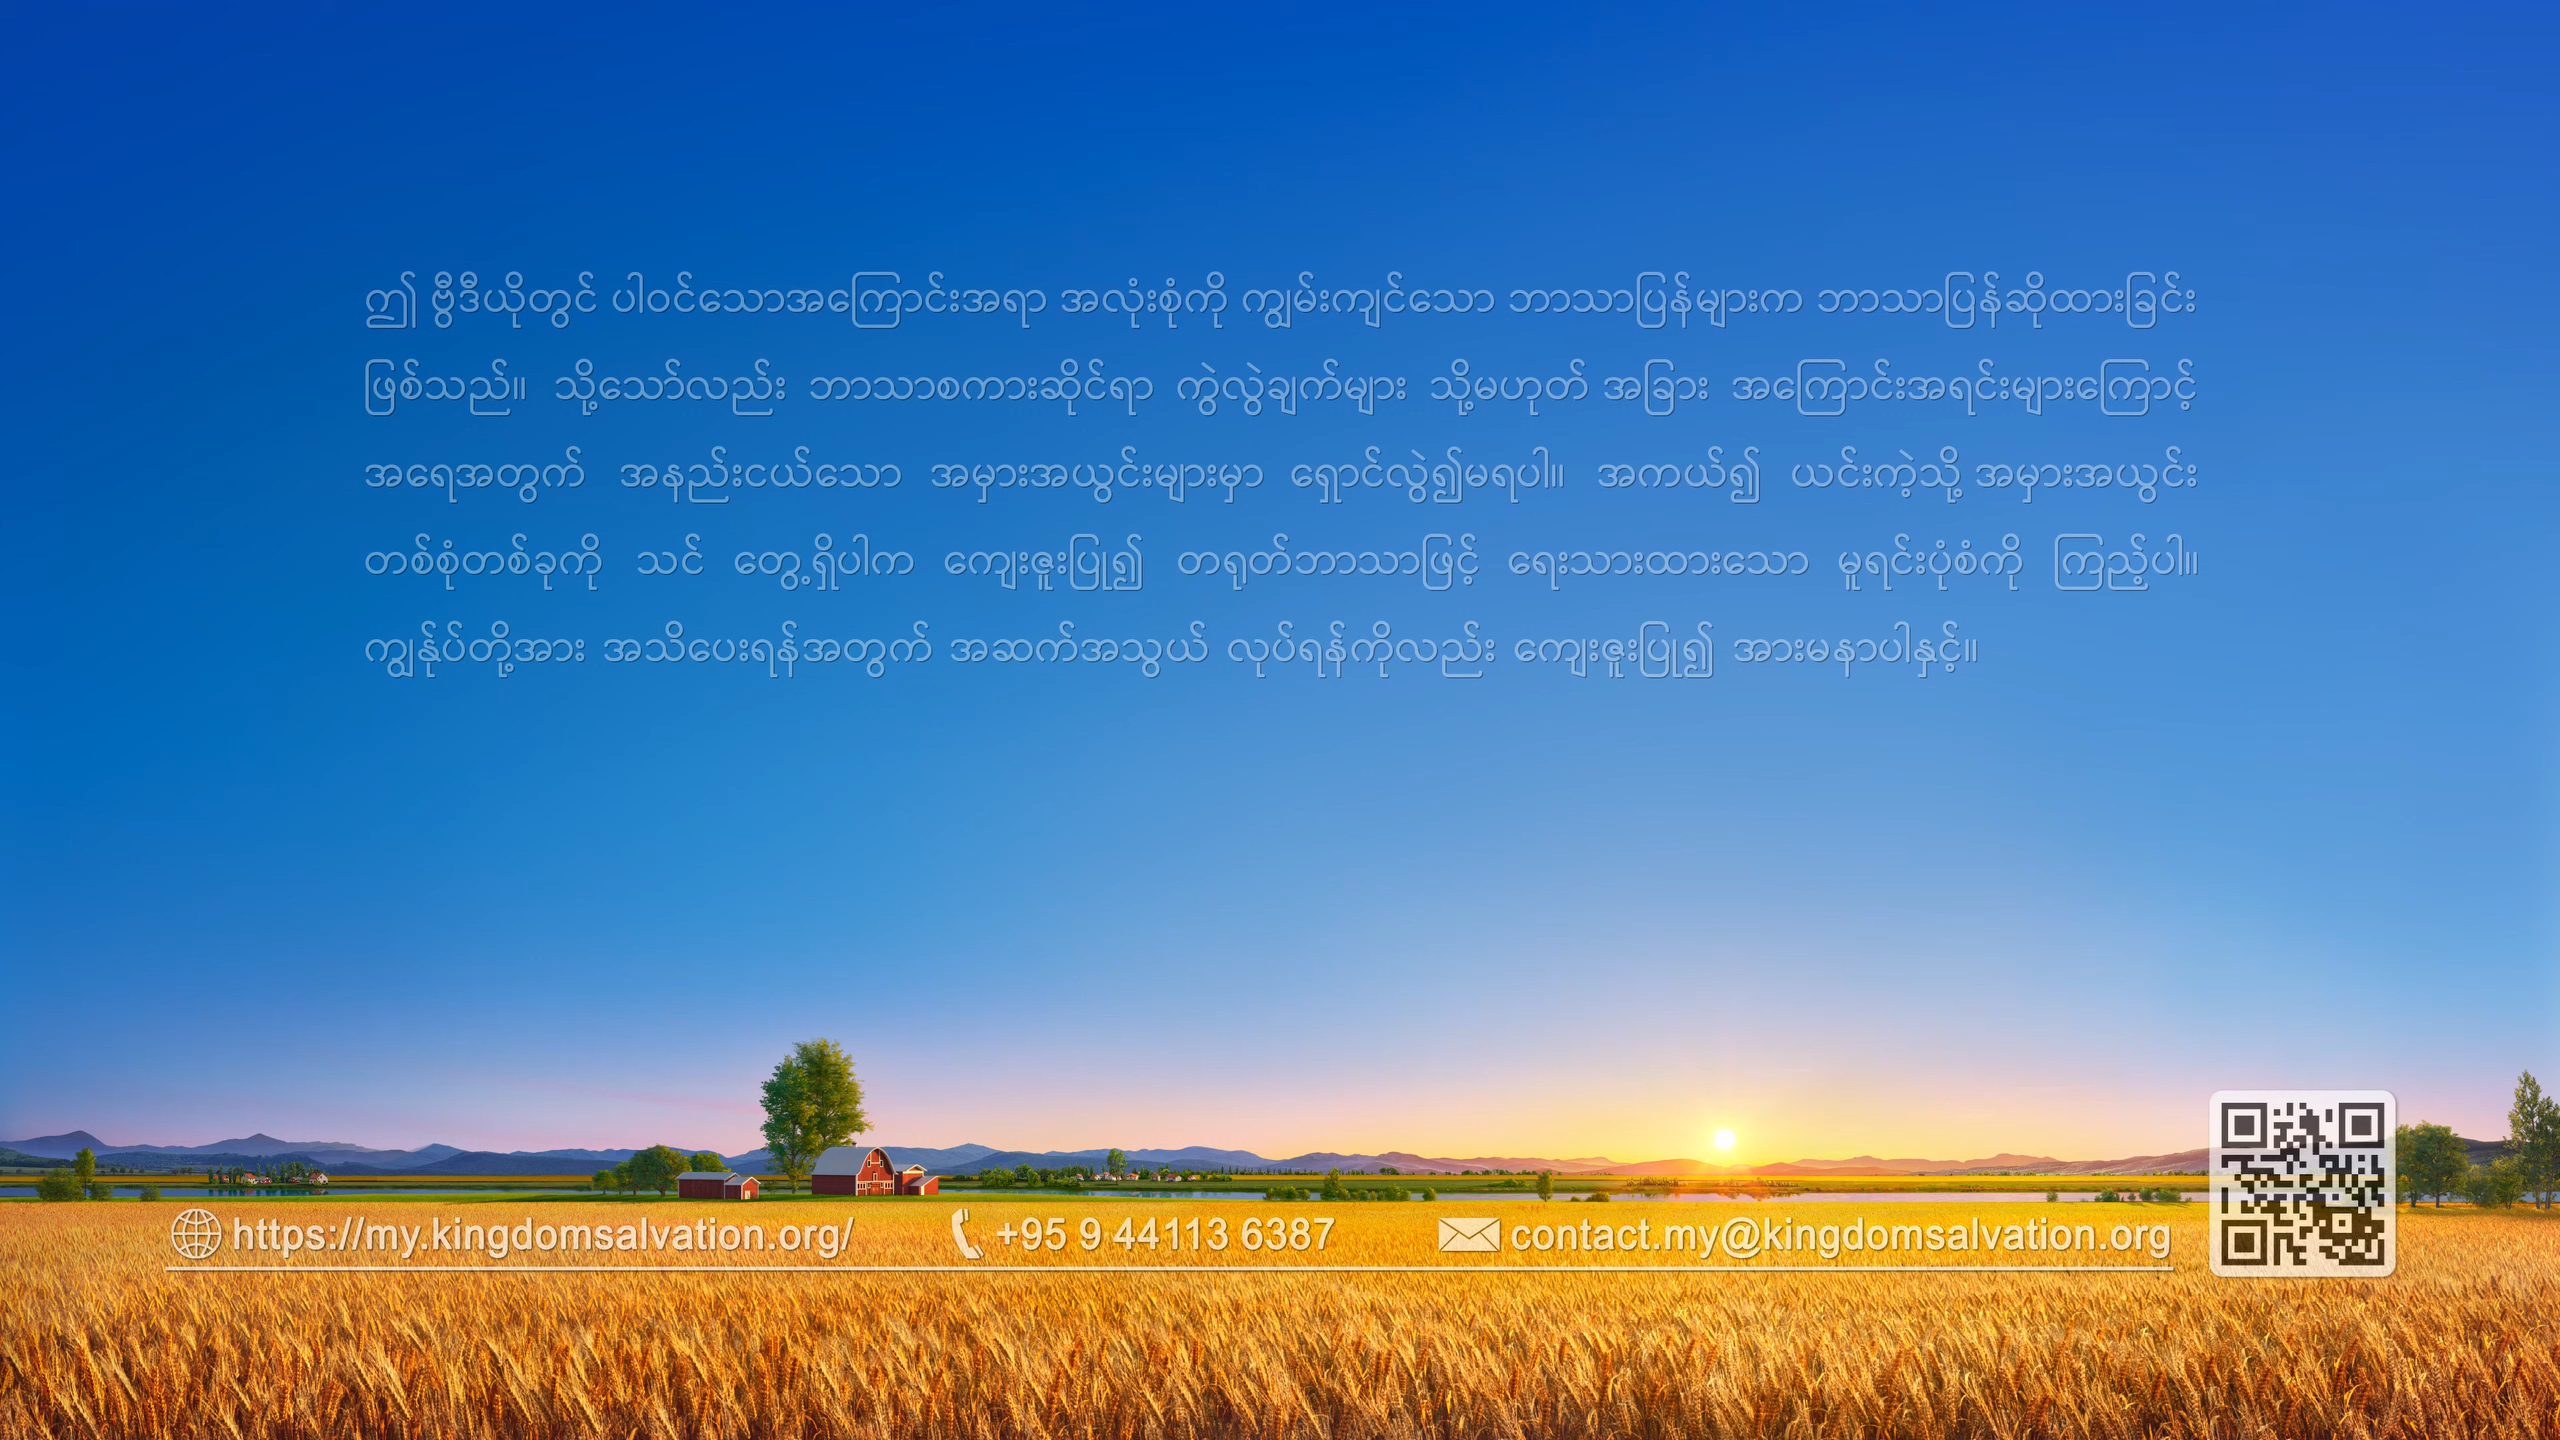 ဤ ဗွီဒီယိုတွင် ပါဝင်သောအကြောင်းအရာ အလုံးစုံကို ကျွမ်းကျင်သော ဘာသာပြန်များက ဘာသာပြန်ဆိုထားခြင်း
ဖြစ်သည်။ သို့သော်လည်း ဘာသာစကားဆိုင်ရာ ကွဲလွဲချက်များ သို့မဟုတ် အခြား အကြောင်းအရင်းများကြောင့်
အရေအတွက် အနည်းငယ်သော အမှားအယွင်းများမှာ ရှောင်လွှဲ၍မရပါ။ အကယ်၍ ယင်းကဲ့သို့ အမှားအယွင်း
တစ်စုံတစ်ခုကို သင် တွေ့ရှိပါက ကျေးဇူးပြု၍ တရုတ်ဘာသာဖြင့် ရေးသားထားသော မူရင်းပုံစံကို ကြည့်ပါ။
ကျွန်ုပ်တို့အား အသိပေးရန်အတွက် အဆက်အသွယ် လုပ်ရန်ကိုလည်း ကျေးဇူးပြု၍ အားမနာပါနှင့်။
https://my.kingdomsalvation.org/ +95 9 44113 6387 contact.my@kingdomsalvation.org